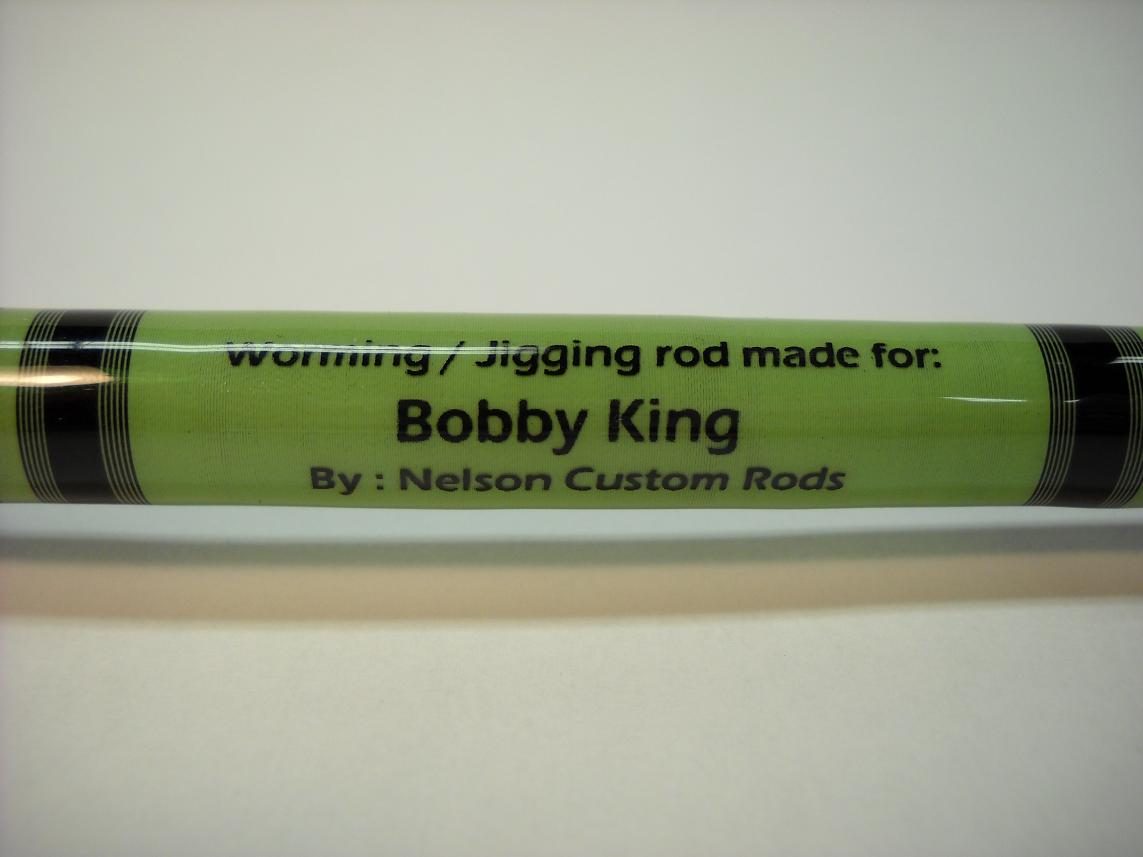 Worming / Jigging rod made for:
Bobby King
By : Nelson Custom Rods